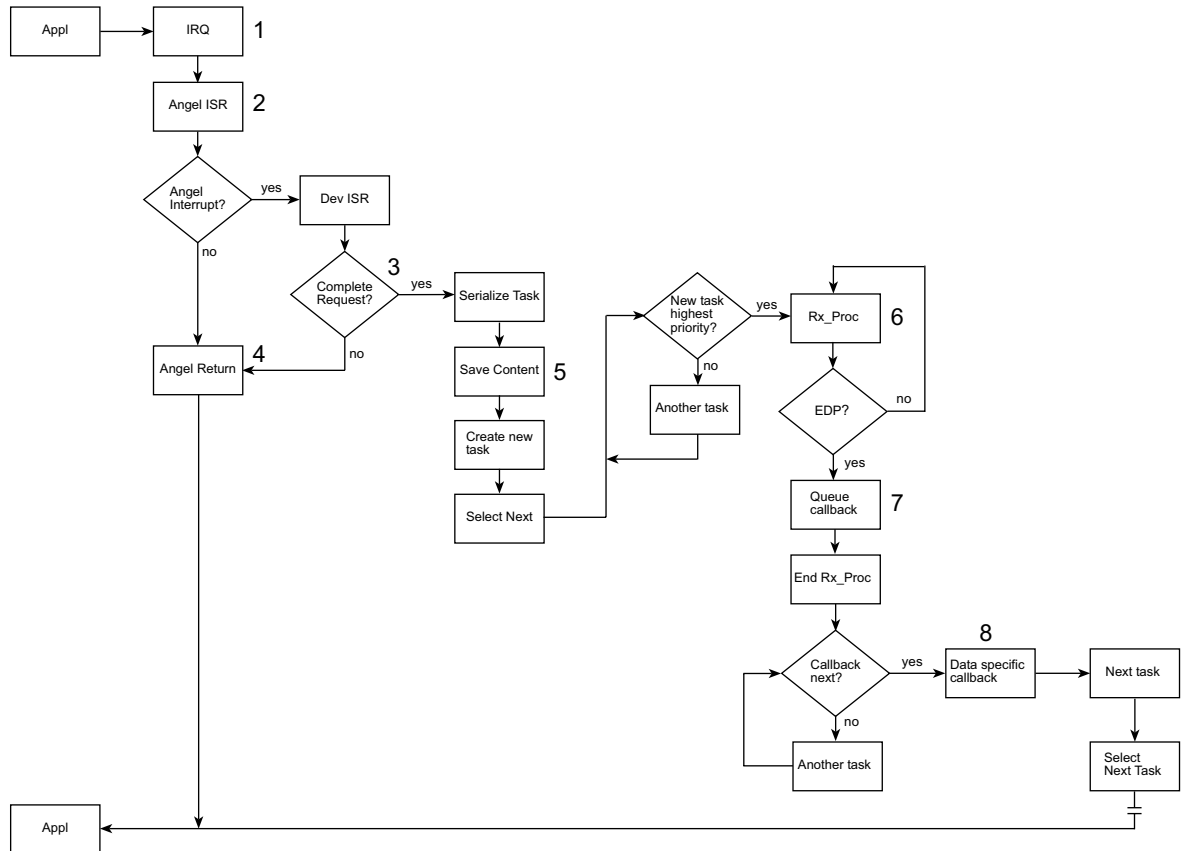 Appl
IRQ
1
Angel ISR
2
Angel
Interrupt?
yes
no
Dev ISR
Complete
Request?
3
yes
no
Angel Return
4
Serialize Task
Save Content
5
Create new
task
Select Next
New task
highest
priority?
yes
no
Another task
Rx_Proc
6
EDP?
no
yes
Queue
callback
7
End Rx_Proc
Callback
next?
yes
no
Another task
8
Data specific
callback
Next task
Select
Next Task
Appl